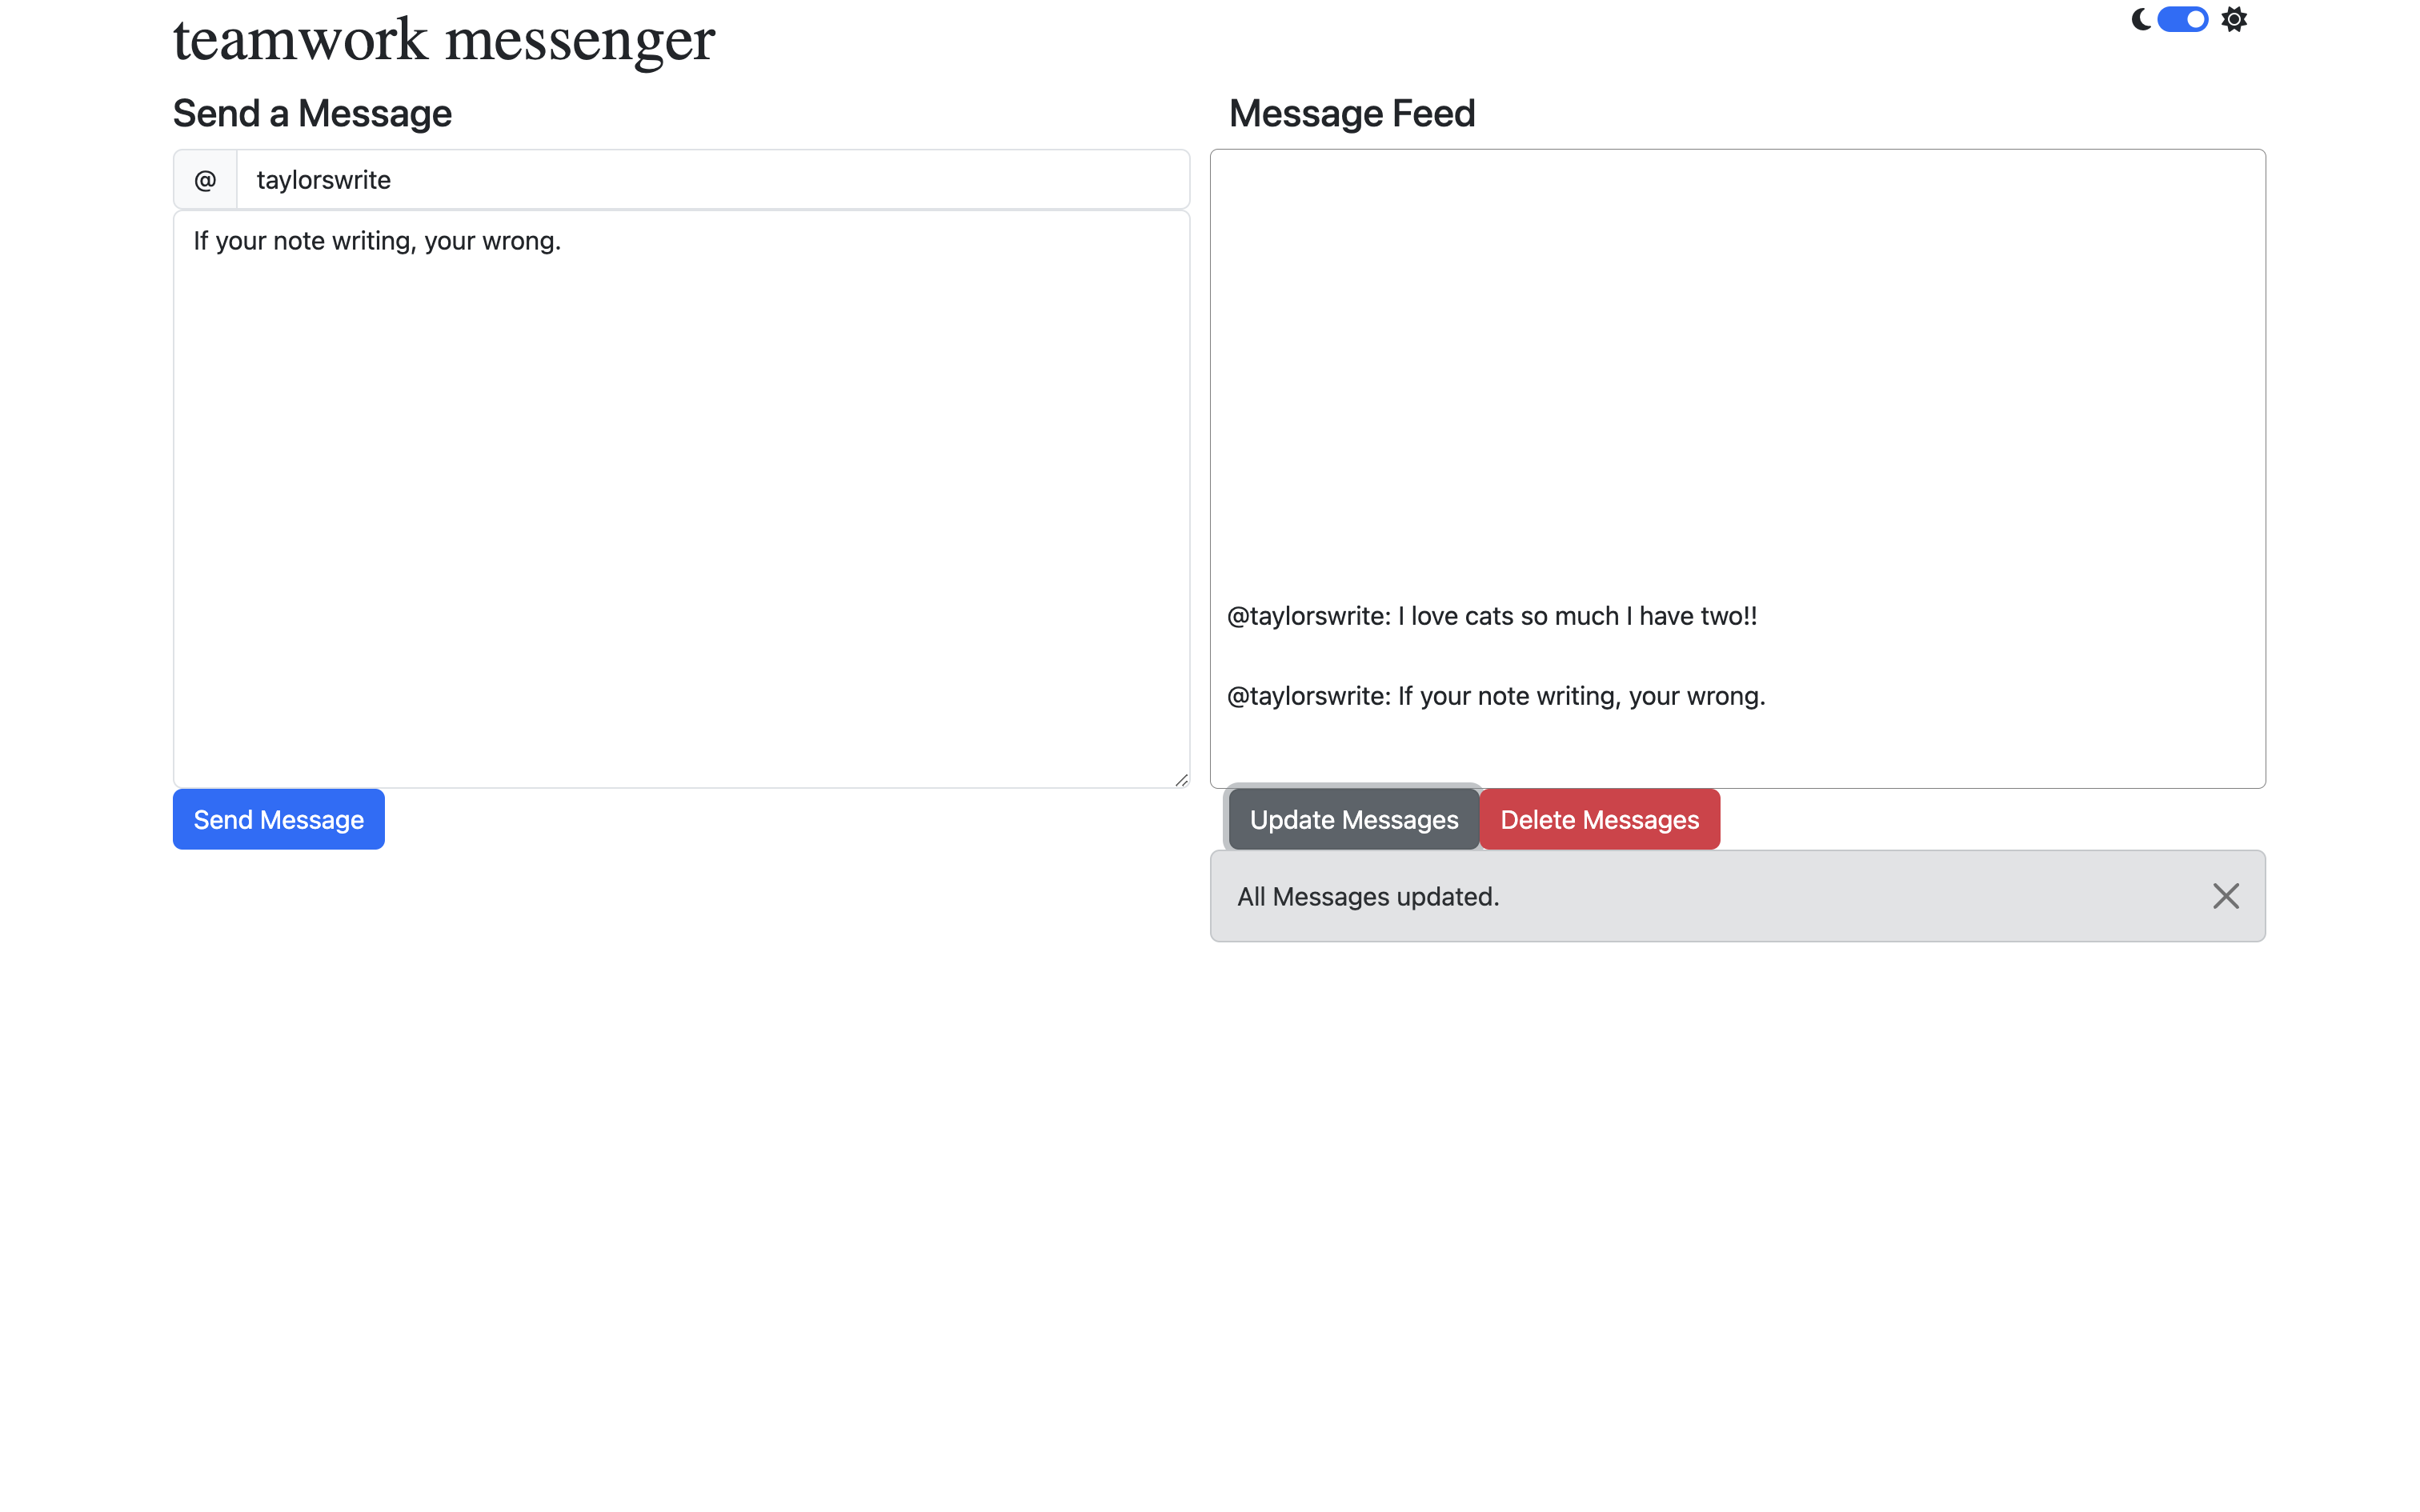 teamwork messenger
Send a Message
@ taylorswrite
If your note writing, your wrong.
Send Message
Message Feed
@taylorswrite: I love cats so much I have two!!
@taylorswrite: If your note writing, your wrong.
Update Messages Delete Messages
All Messages updated.